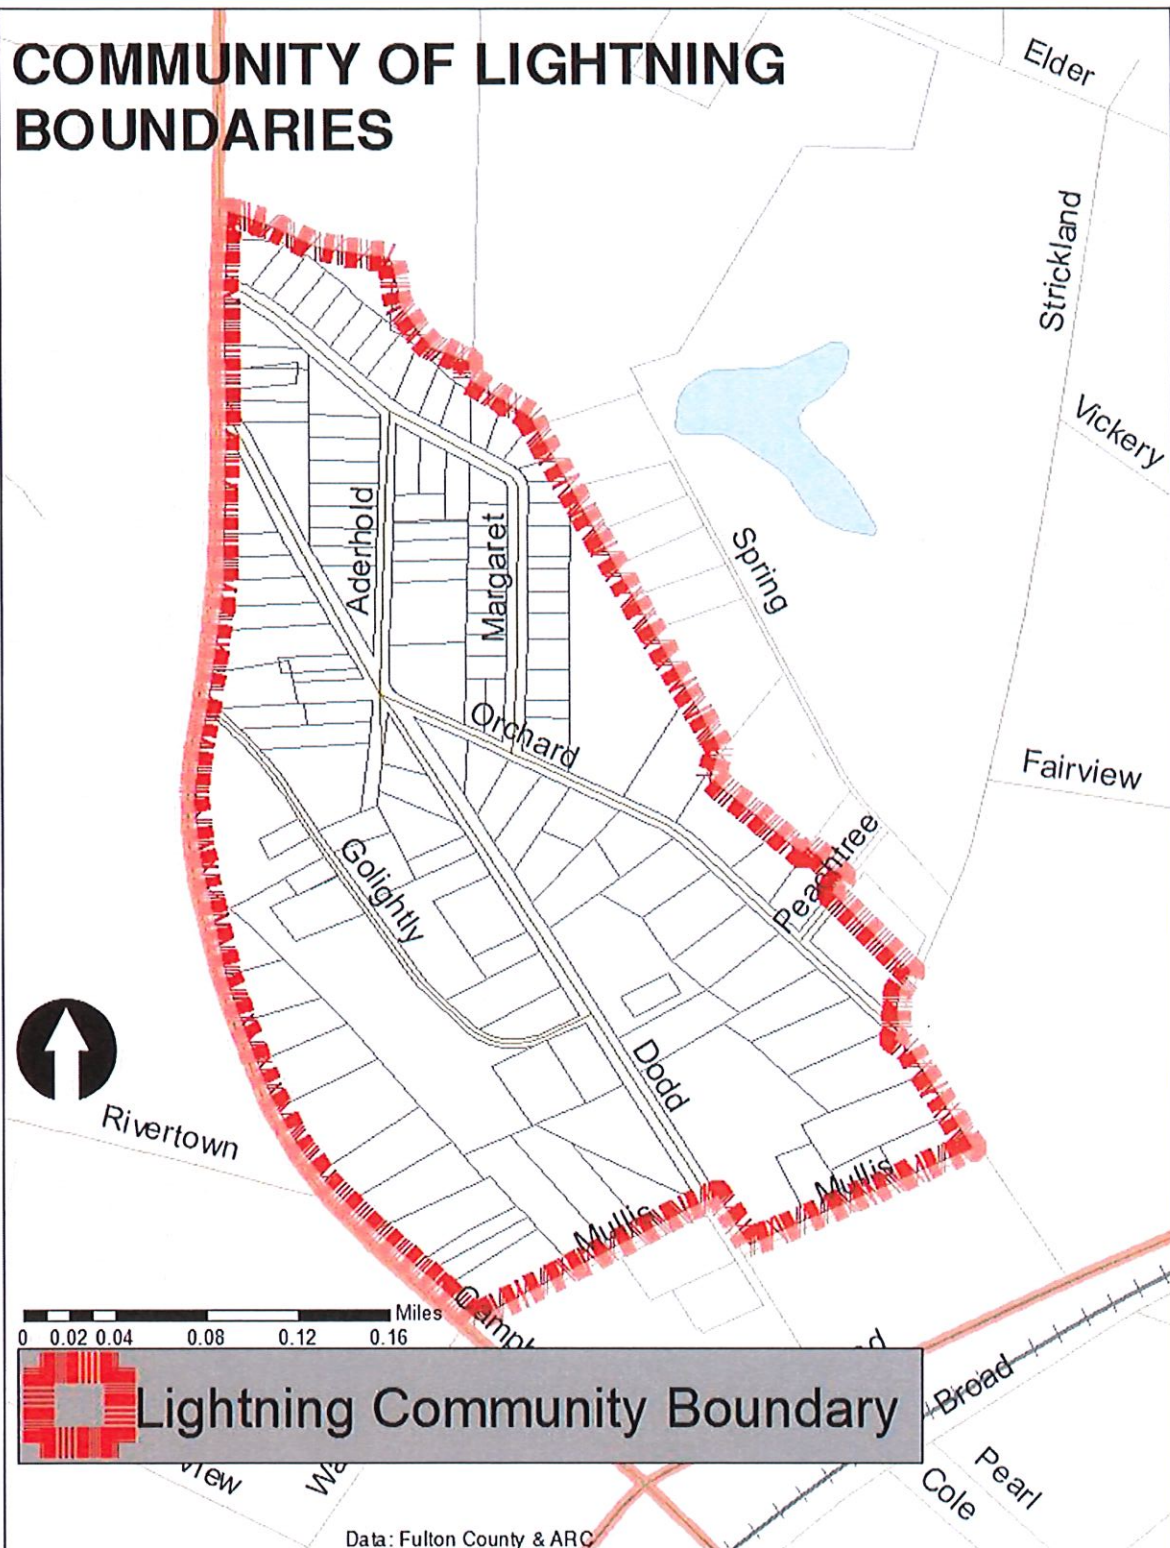 COMMUNITY OF LIGHTNING
BOUNDARIES
Elder
Strickland
Vickery
Aderhold
Margaret
Spring
Orchard
Fairview
Peachtree
Golightly
Dodd
Rivertown
Mullis
Mullis
Miles
0 0.02 0.04 0.08 0.12 0.16
Lightning Community Boundary
Broad
Pearl
Cole
Data: Fulton County & ARC